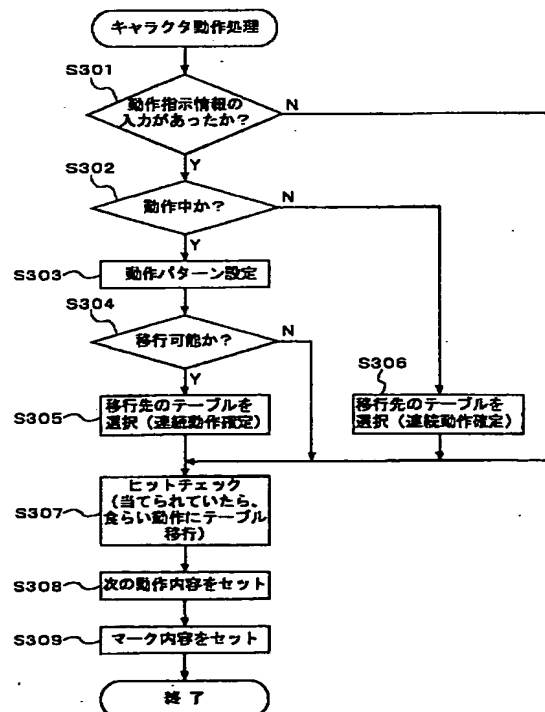 キャラクタ動作処理
S301
動作指示情報の
入力があったか?
N
Y
S302
動作中か?
N
Y
S303
動作パターン設定
S304
移行可能か?
N
Y
S306
S305
移行先のテーブルを
選択(連続動作確定)
移行先のテーブルを
選択(連続動作確定)
S307
ヒットチェック
(当てられていたら、
食らい動作にテーブル
移行)
S308
次の動作内容をセット
S309
マーク内容をセット
終了